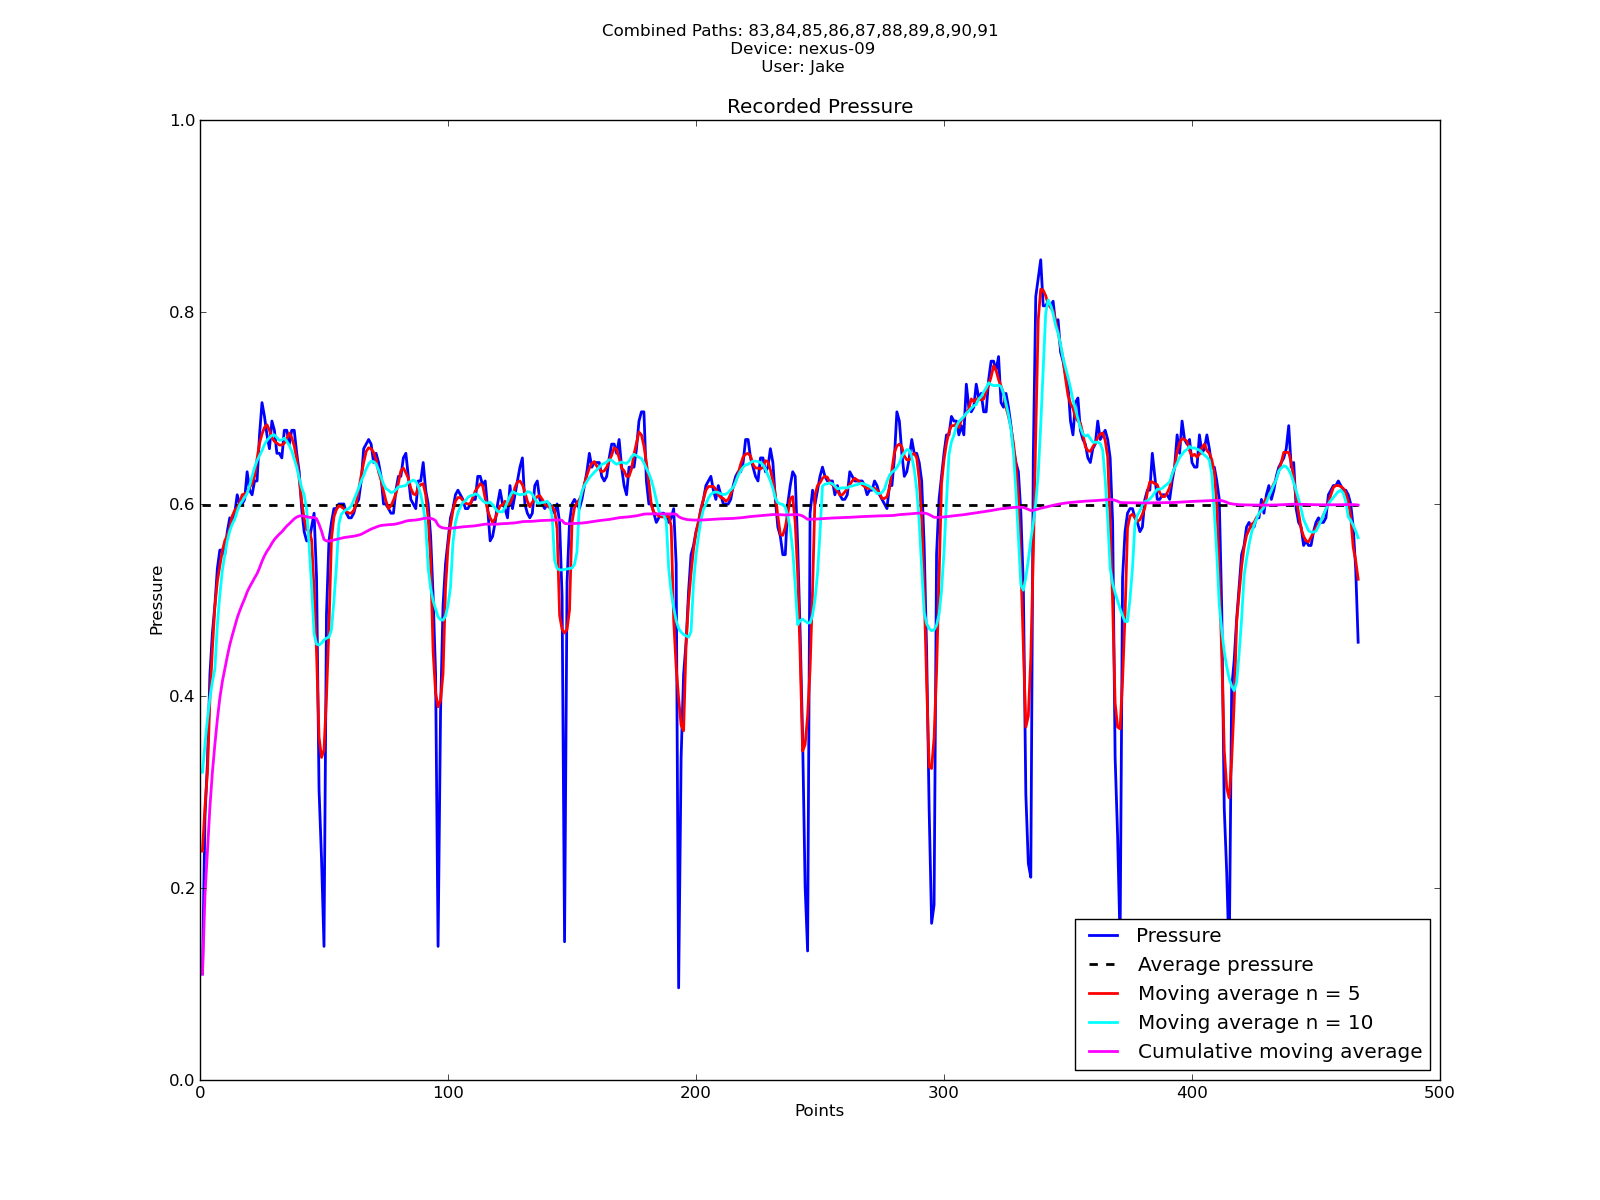 Combined Paths: 83,84,85,86,87,88,89,8,90,91
Device: nexus-09
User: Jake
Recorded Pressure
1.0
0.8
0.6
0.4
0.2
0.0
Pressure
0
100
200
300
400
500
Points
Pressure
Average pressure
Moving average n = 5
Moving average n = 10
Cumulative moving average